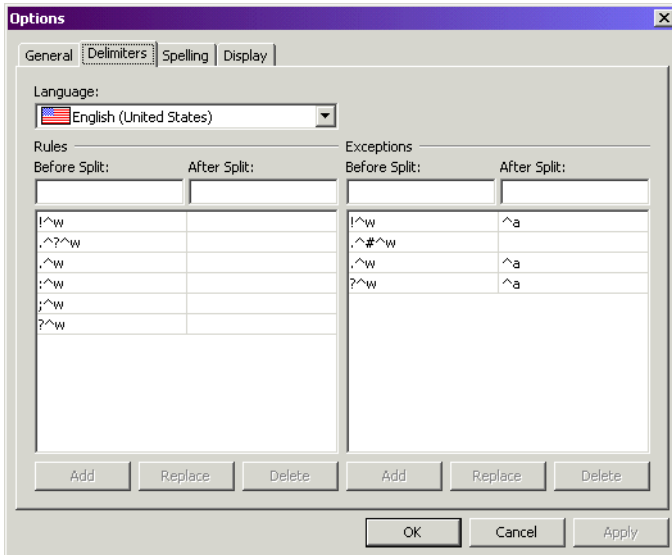 Options
General Delimiters Spelling Display
Language:
English (United States)
Rules Exceptions
Before Split: After Split: Before Split: After Split:
!^w !^w ^a
.^?^w .^#^w
.^w .^w ^a
:^w ?^w ^a
;^w
?^w
Add Replace Delete Add Replace Delete
OK Cancel Apply